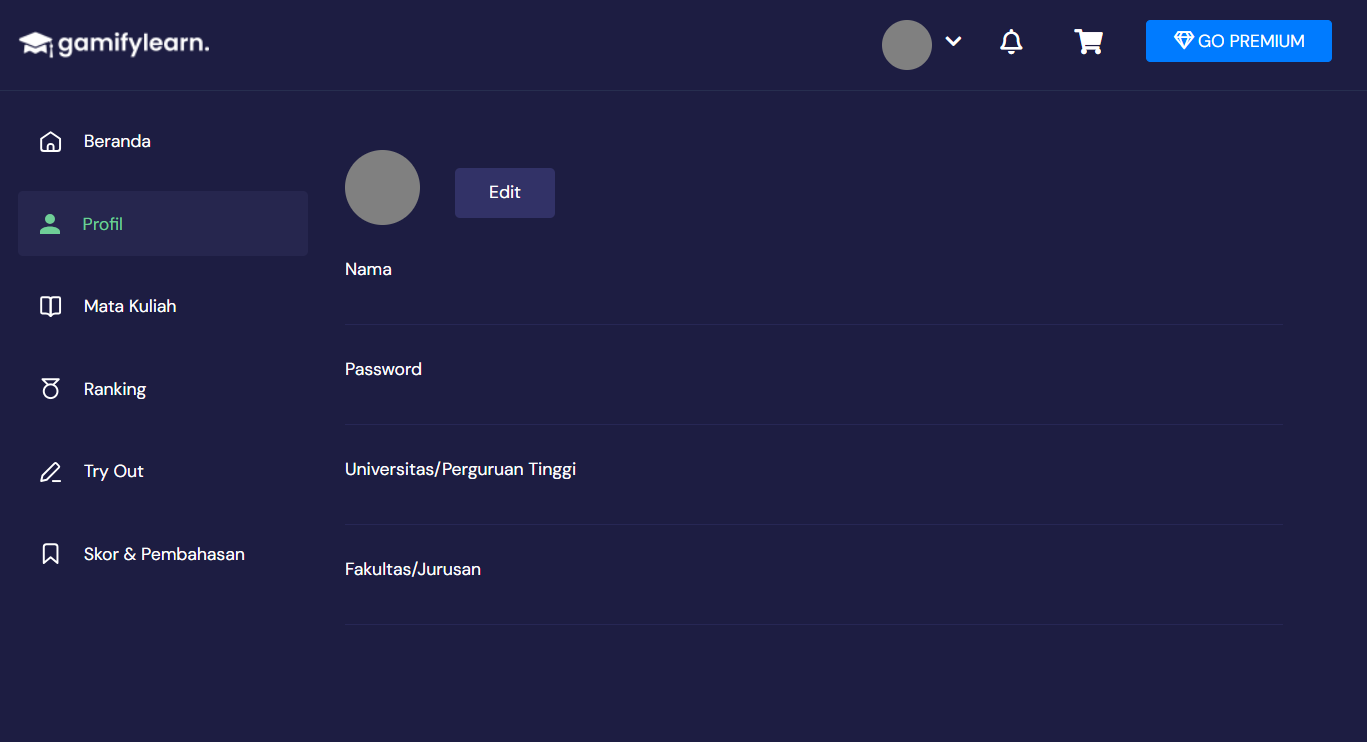 gamifylearn.
GO PREMIUM
Beranda
Profil
Mata Kuliah
Ranking
Try Out
Skor & Pembahasan
Edit
Nama
Password
Universitas/Perguruan Tinggi
Fakultas/Jurusan